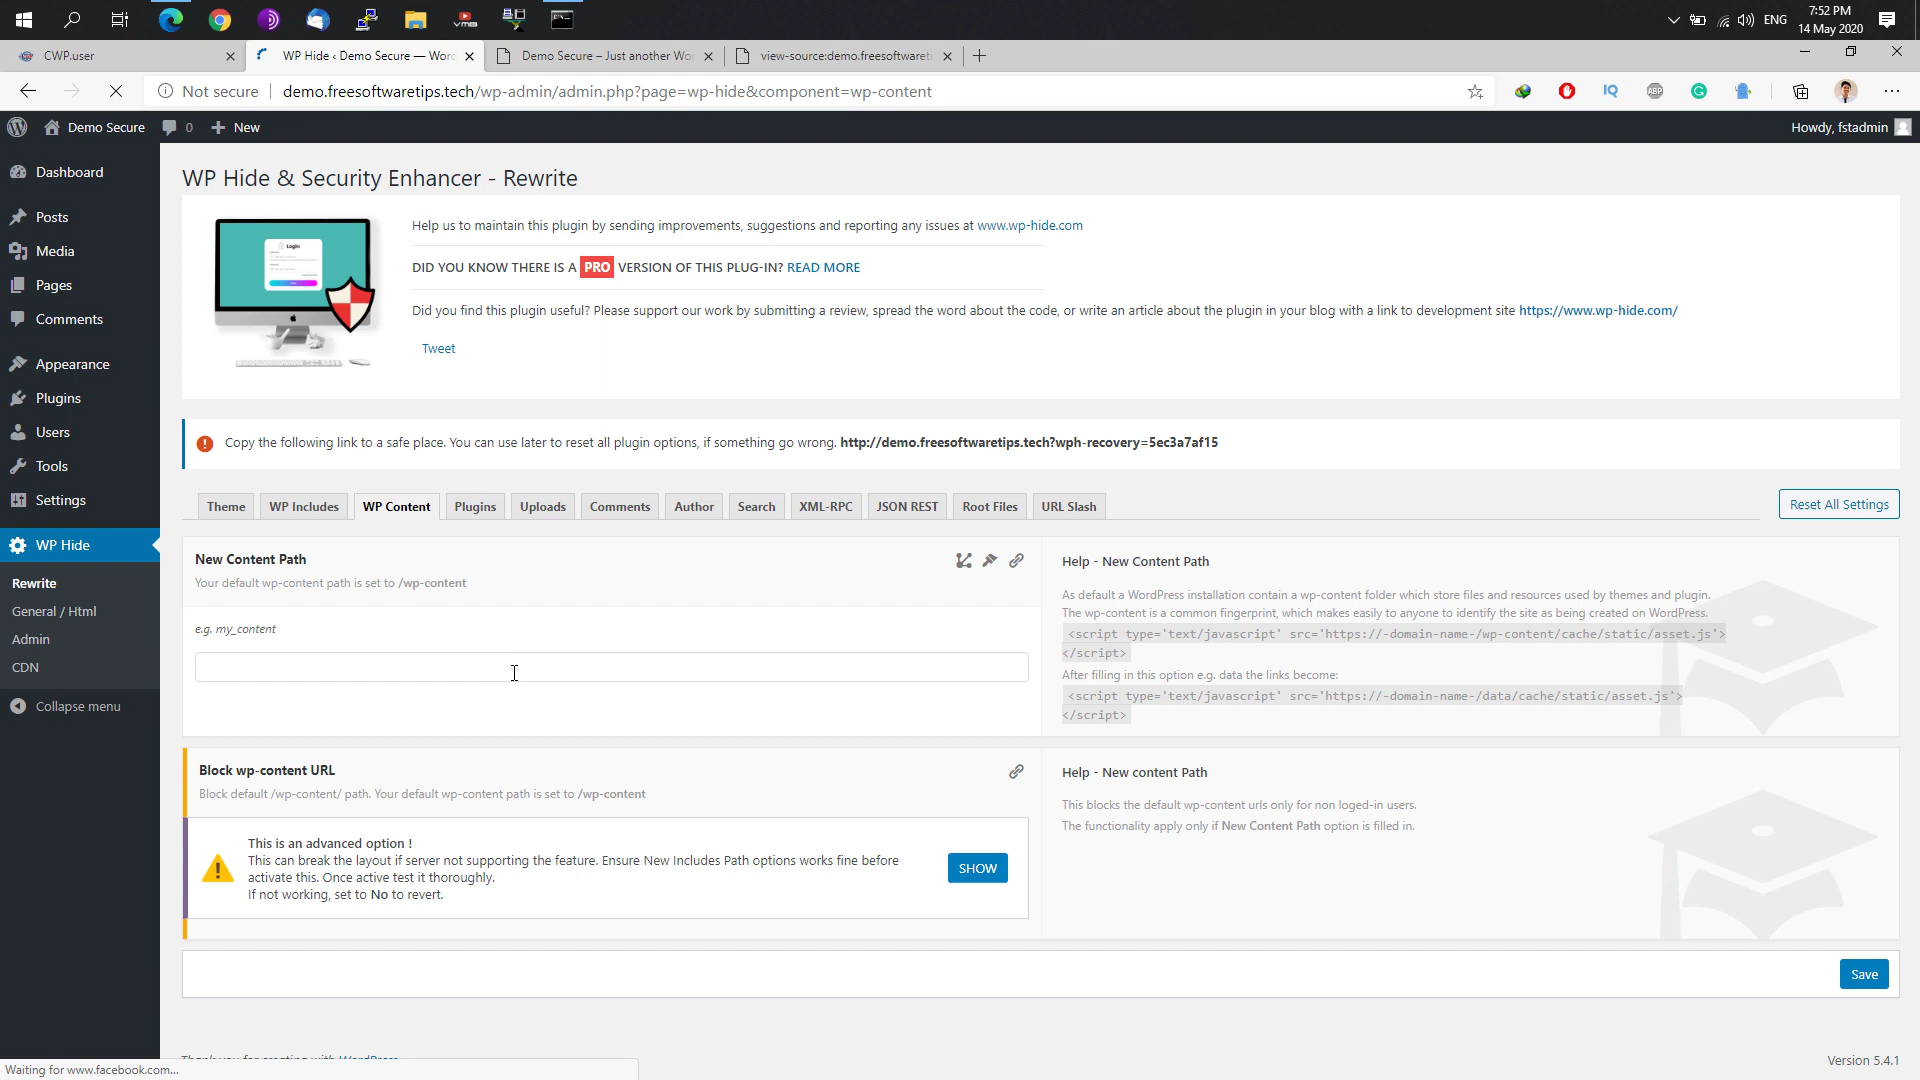 7:52 PM
ENG
14 May 2020
CWP.user
WP Hide ‹ Demo Secure — Worc
Demo Secure – Just another Wo
view-source:demo.freesoftwareti
Not secure
demo.freesoftwaretips.tech/wp-admin/admin.php?page=wp-hide&component=wp-content
Demo Secure
0
New
Howdy, fstadmin
Dashboard
Posts
Media
Pages
Comments
Appearance
Plugins
Users
Tools
Settings
WP Hide
Rewrite
General / Html
Admin
CDN
Collapse menu
WP Hide & Security Enhancer - Rewrite
Login
Help us to maintain this plugin by sending improvements, suggestions and reporting any issues at www.wp-hide.com
DID YOU KNOW THERE IS A PRO VERSION OF THIS PLUG-IN? READ MORE
Did you find this plugin useful? Please support our work by submitting a review, spread the word about the code, or write an article about the plugin in your blog with a link to development site https://www.wp-hide.com/
Tweet
Copy the following link to a safe place. You can use later to reset all plugin options, if something go wrong. http://demo.freesoftwaretips.tech?wph-recovery=5ec3a7af15
Theme
WP Includes
WP Content
Plugins
Uploads
Comments
Author
Search
XML-RPC
JSON REST
Root Files
URL Slash
Reset All Settings
New Content Path
Your default wp-content path is set to /wp-content
e.g. my_content
Help - New Content Path
As default a WordPress installation contain a wp-content folder which store files and resources used by themes and plugin.
The wp-content is a common fingerprint, which makes easily to anyone to identify the site as being created on WordPress.
<script type='text/javascript' src='https://-domain-name-/wp-content/cache/static/asset.js'>
</script>
After filling in this option e.g. data the links become:
<script type='text/javascript' src='https://-domain-name-/data/cache/static/asset.js'>
</script>
Block wp-content URL
Block default /wp-content/ path. Your default wp-content path is set to /wp-content
This is an advanced option !
This can break the layout if server not supporting the feature. Ensure New Includes Path options works fine before
activate this. Once active test it thoroughly.
If not working, set to No to revert.
SHOW
Help - New content Path
This blocks the default wp-content urls only for non loged-in users.
The functionality apply only if New Content Path option is filled in.
Save
Thank you for creating with WordPress
Version 5.4.1
Waiting for www.facebook.com...